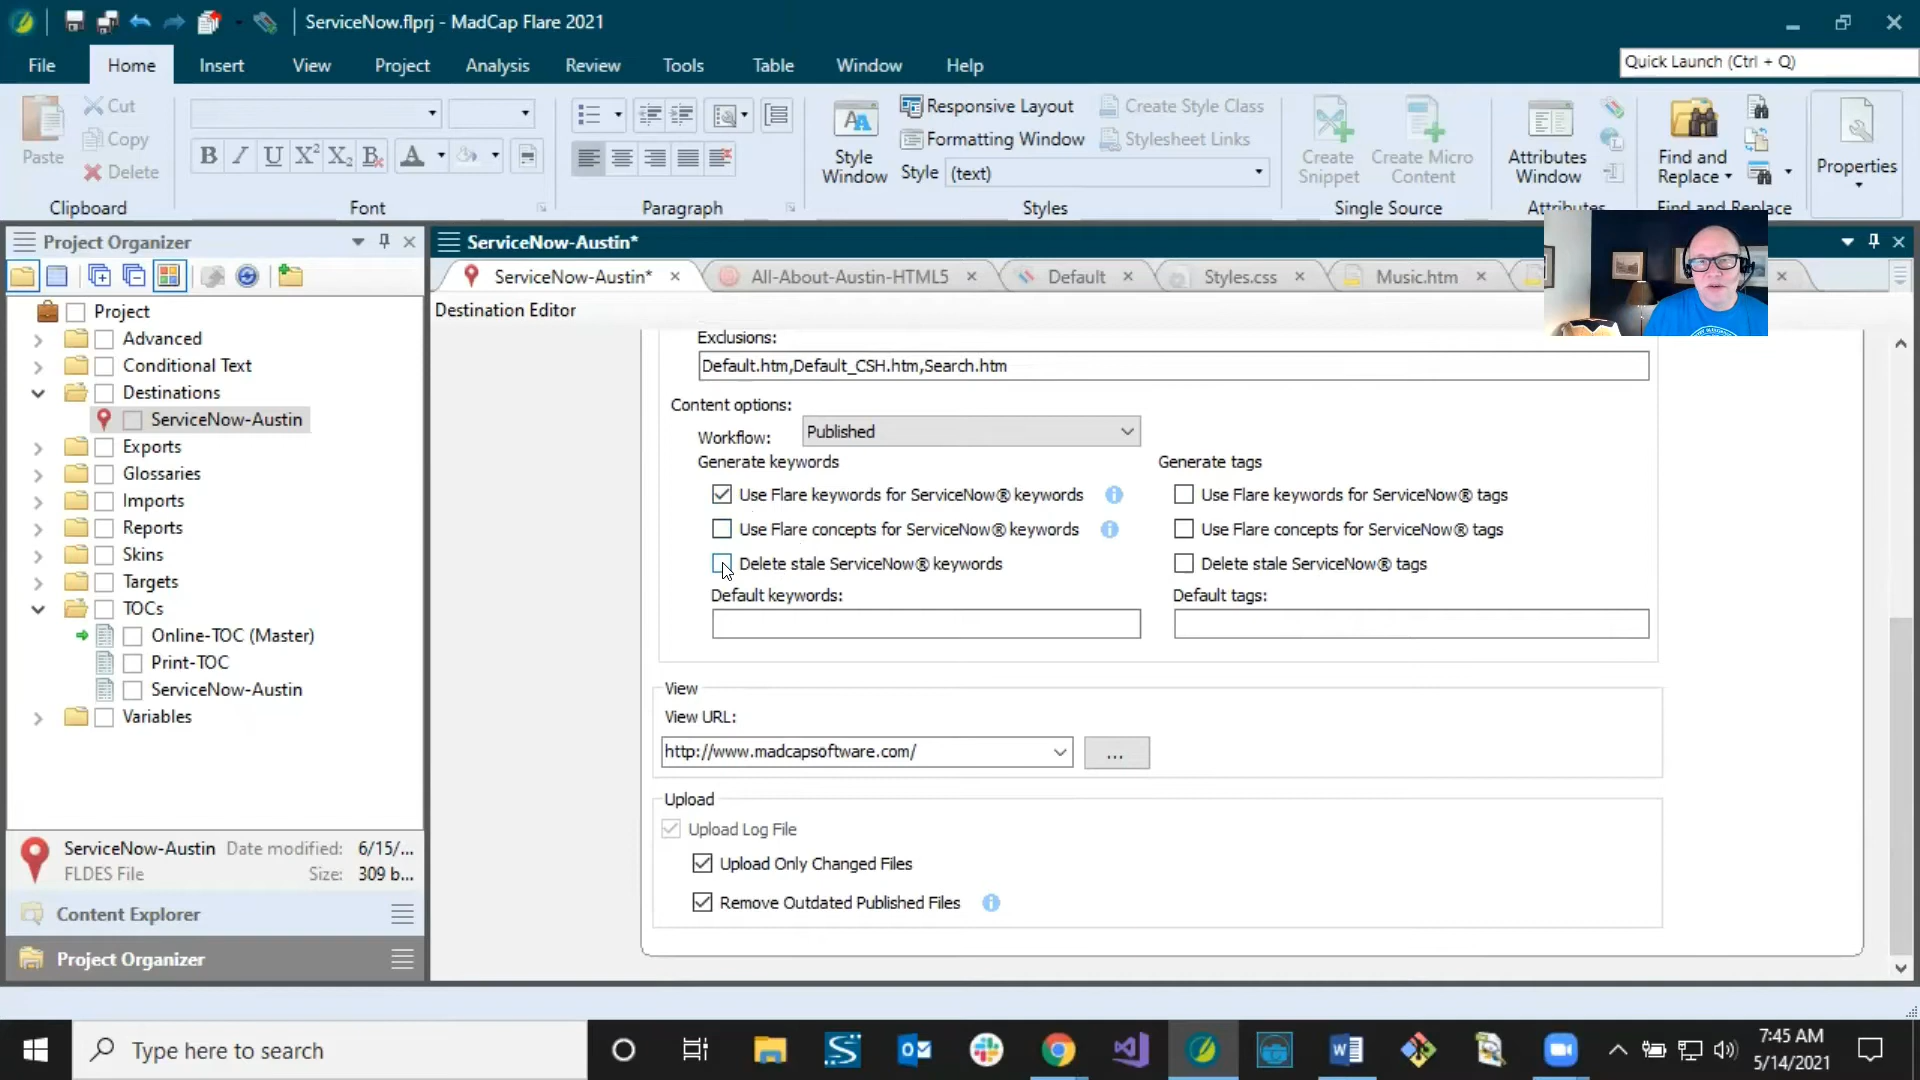 ServiceNow.flprj - MadCap Flare 2021
File Home Insert View Project Analysis Review Tools Table Window Help
Quick Launch (Ctrl + Q)
Paste
Cut
Copy
Delete
Clipboard
B I U X² X₂ B A
Font
Paragraph
Style Window
Responsive Layout
Formatting Window
Style (text)
Create Style Class
Stylesheet Links
Styles
Create Snippet
Create Micro Content
Single Source
Attributes Window
Attributes
Find and Replace
Find and Replace
Properties
Project Organizer
ServiceNow-Austin*
ServiceNow-Austin* All-About-Austin-HTML5 Default Styles.css Music.htm
Project
Advanced
Conditional Text
Destinations
ServiceNow-Austin
Exports
Glossaries
Imports
Reports
Skins
Targets
TOCs
Online-TOC (Master)
Print-TOC
ServiceNow-Austin
Variables
ServiceNow-Austin Date modified: 6/15/...
FLDES File Size: 309 b...
Content Explorer
Project Organizer
Destination Editor
Exclusions:
Default.htm,Default_CSH.htm,Search.htm
Content options:
Workflow: Published
Generate keywords
Use Flare keywords for ServiceNow® keywords
Use Flare concepts for ServiceNow® keywords
Delete stale ServiceNow® keywords
Default keywords:
Generate tags
Use Flare keywords for ServiceNow® tags
Use Flare concepts for ServiceNow® tags
Delete stale ServiceNow® tags
Default tags:
View
View URL:
http://www.madcapsoftware.com/
...
Upload
Upload Log File
Upload Only Changed Files
Remove Outdated Published Files
Type here to search
7:45 AM
5/14/2021